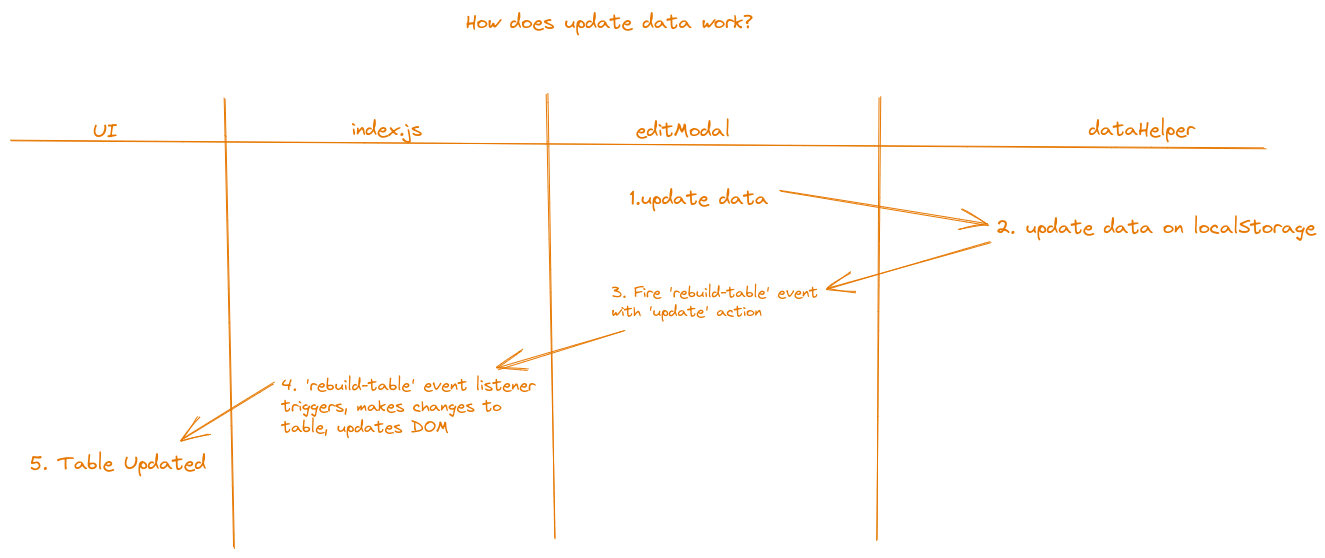 How does update data work?
UI
index.js
editModal
dataHelper
1.update data
2. update data on localStorage
3. Fire 'rebuild-table' event
with 'update' action
4. 'rebuild-table' event listener
triggers, makes changes to
table, updates DOM
5. Table Updated